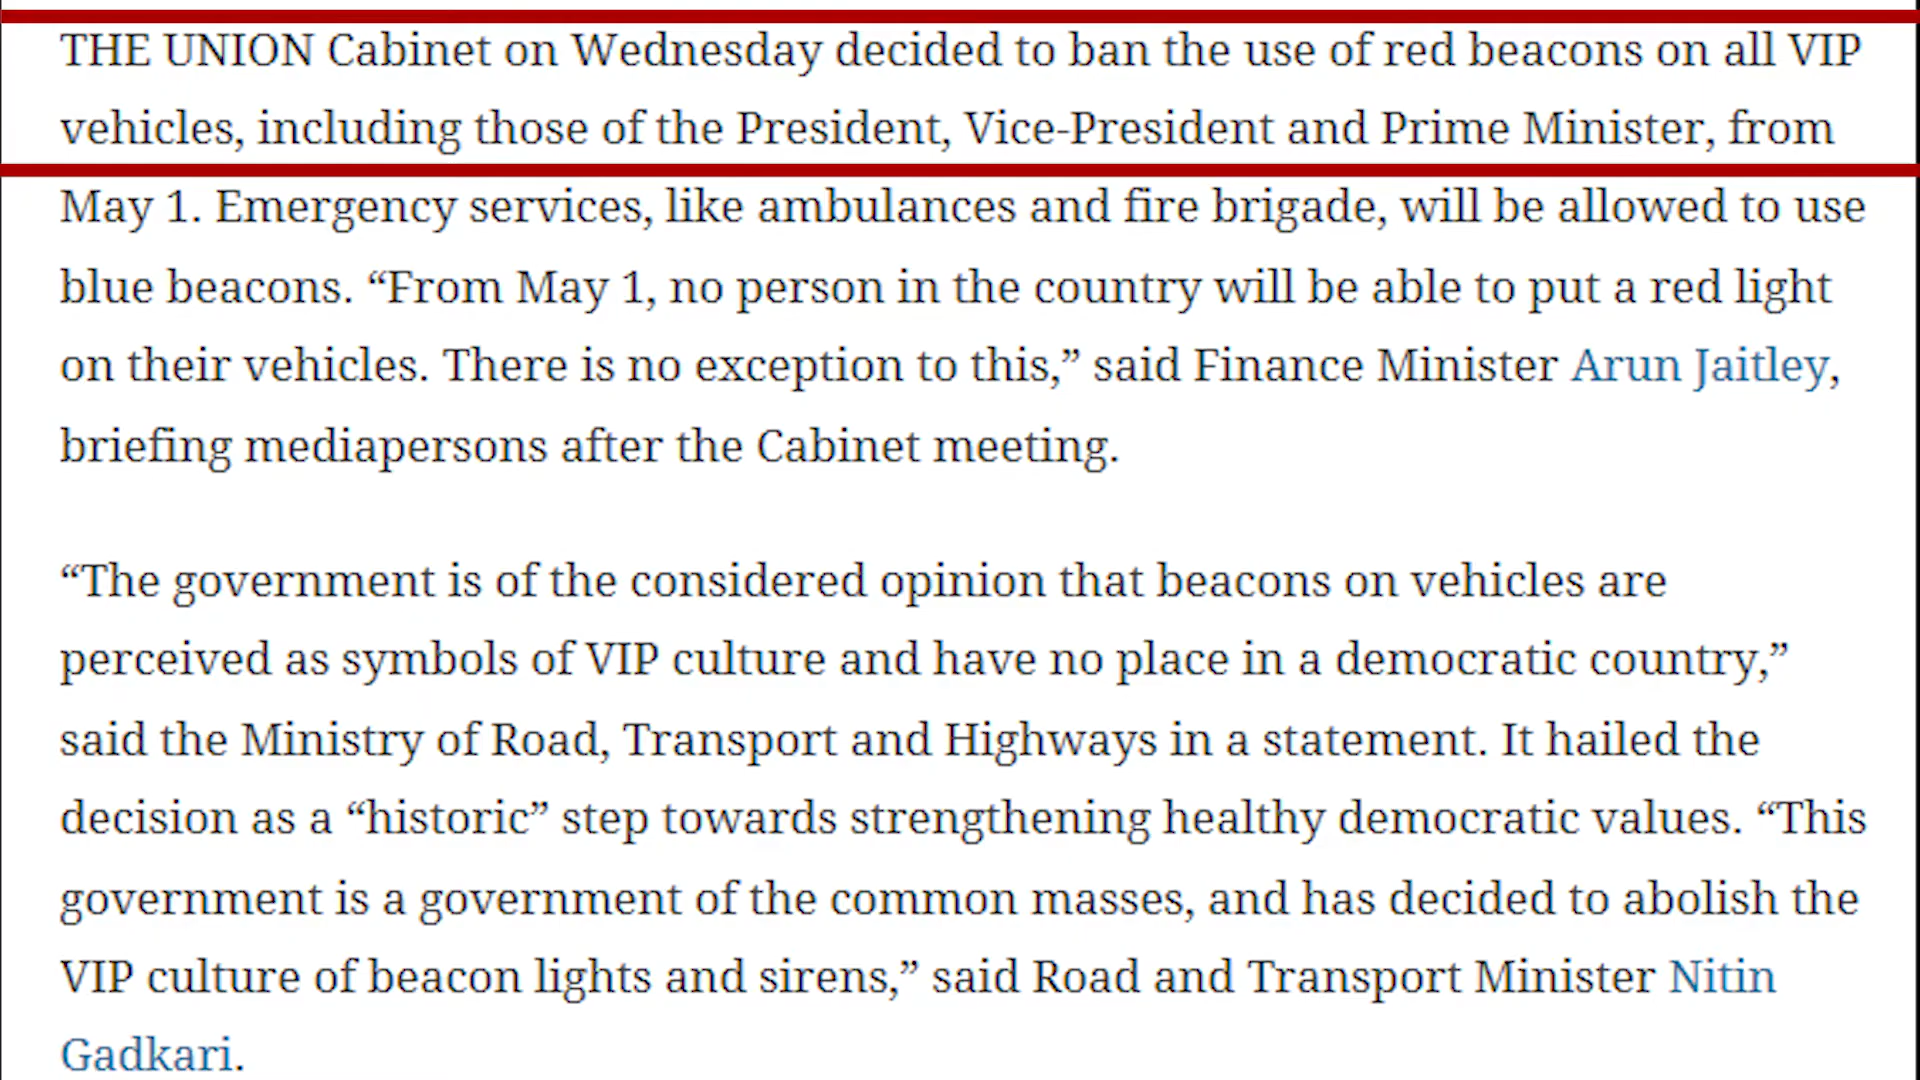 THE UNION Cabinet on Wednesday decided to ban the use of red beacons on all VIP
vehicles, including those of the President, Vice-President and Prime Minister, from
May 1. Emergency services, like ambulances and fire brigade, will be allowed to use
blue beacons. “From May 1, no person in the country will be able to put a red light
on their vehicles. There is no exception to this,” said Finance Minister Arun Jaitley,
briefing mediapersons after the Cabinet meeting.
“The government is of the considered opinion that beacons on vehicles are
perceived as symbols of VIP culture and have no place in a democratic country,”
said the Ministry of Road, Transport and Highways in a statement. It hailed the
decision as a “historic” step towards strengthening healthy democratic values. “This
government is a government of the common masses, and has decided to abolish the
VIP culture of beacon lights and sirens,” said Road and Transport Minister Nitin
Gadkari.